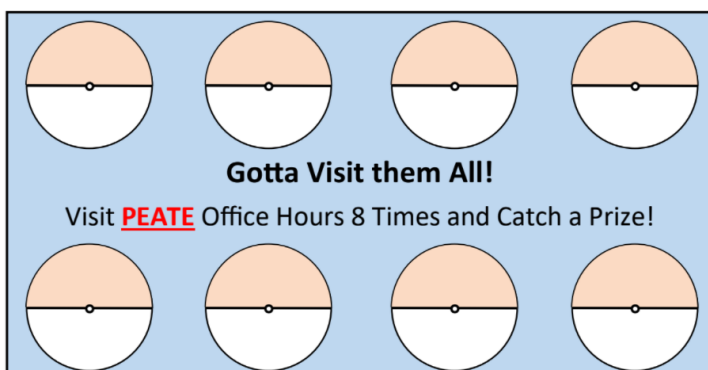 Gotta Visit them All!
Visit PEATE Office Hours 8 Times and Catch a Prize!